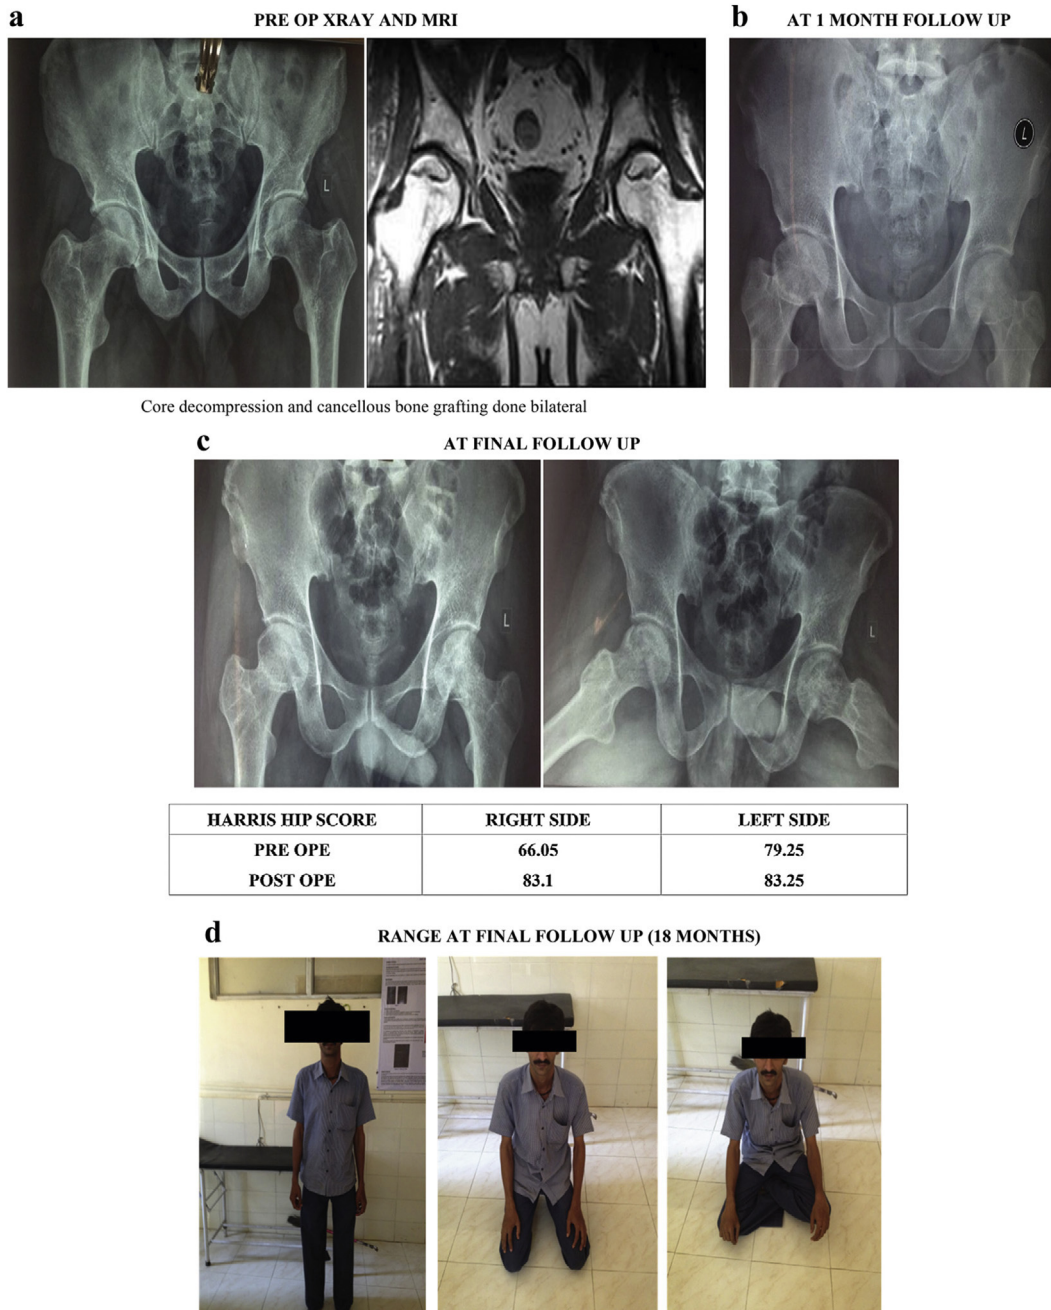 a
PRE OP XRAY AND MRI
b
AT 1 MONTH FOLLOW UP
L
L
Core decompression and cancellous bone grafting done bilateral
c
AT FINAL FOLLOW UP
L
L
HARRIS HIP SCORE RIGHT SIDE LEFT SIDE
PRE OPE 66.05 79.25
POST OPE 83.1 83.25
d
RANGE AT FINAL FOLLOW UP (18 MONTHS)